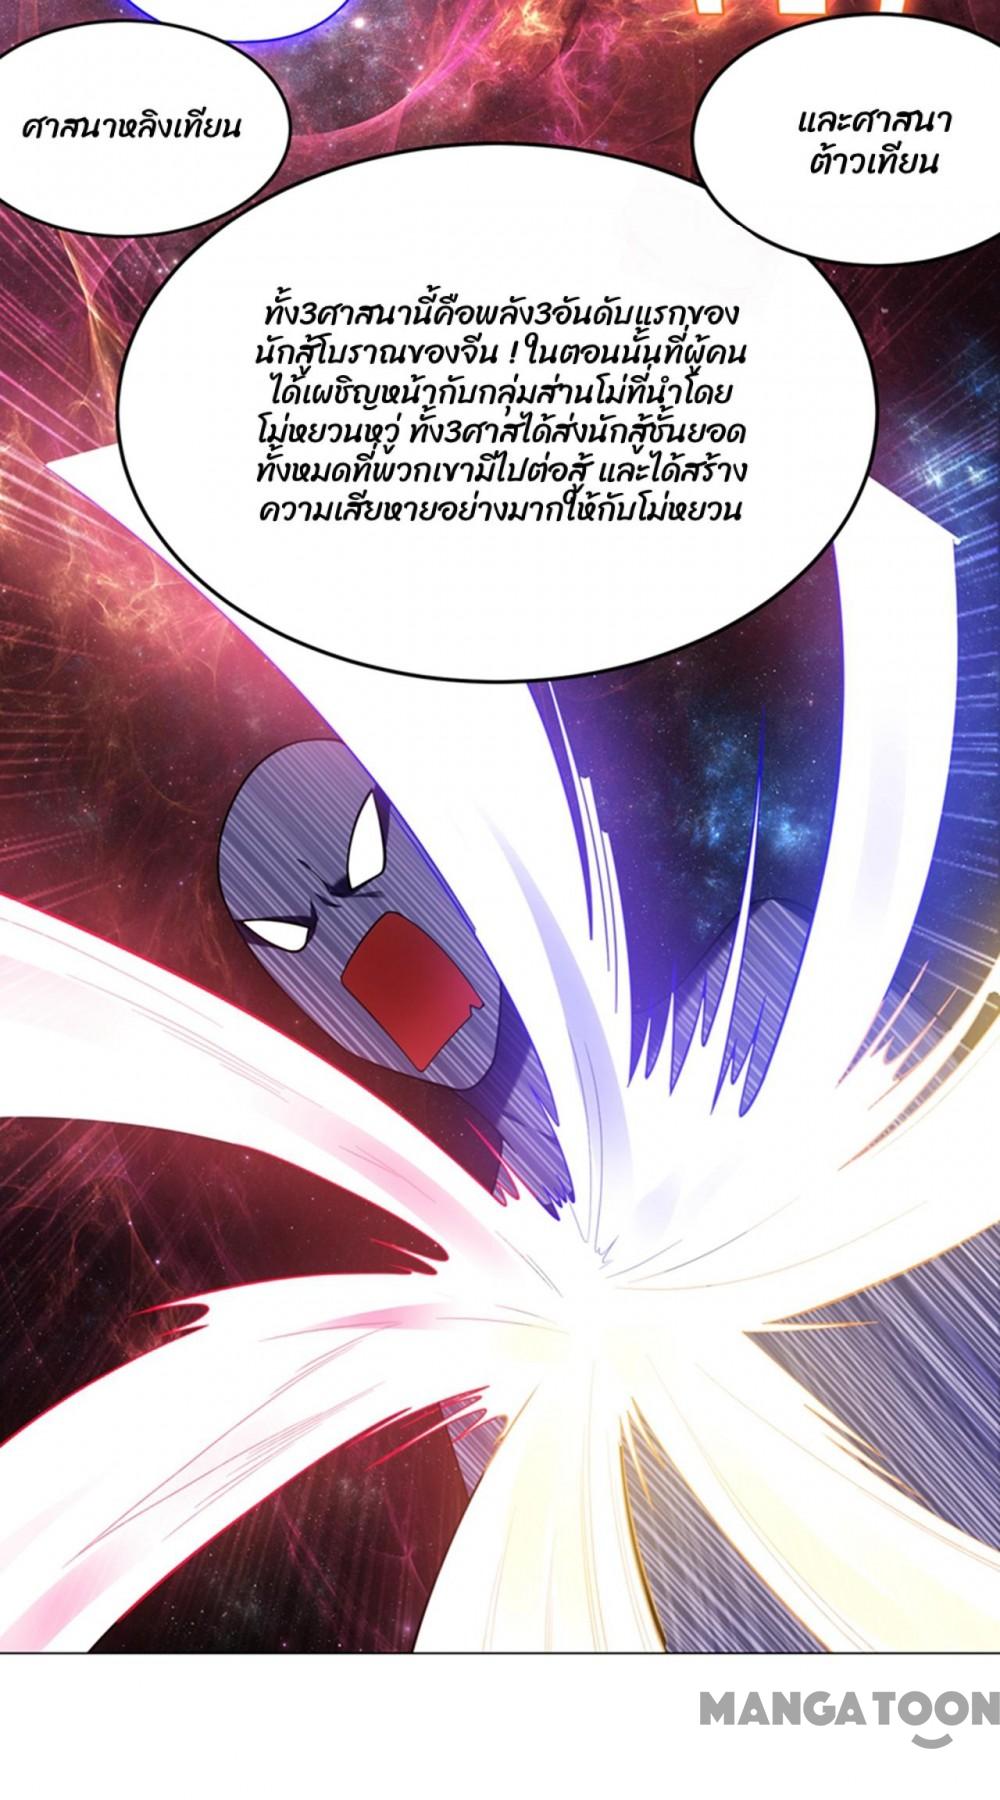 ศาสนาหลิงเทียน
และศาสนา
ต้าวเทียน
ทั้ง3ศาสนานี้คือพลัง3อันดับแรกของ
นักสู้โบราณของจีน ! ในตอนนั้นที่ผู้คน
ได้เผชิญหน้ากับกลุ่มส่านโม่ที่นำโดย
โม่หยวนหวู่ ทั้ง3ศาสได้ส่งนักสู้ชั้นยอด
ทั้งหมดที่พวกเขามีไปต่อสู้ และได้สร้าง
ความเสียหายอย่างมากให้กับโม่หยวน
MANGATOON